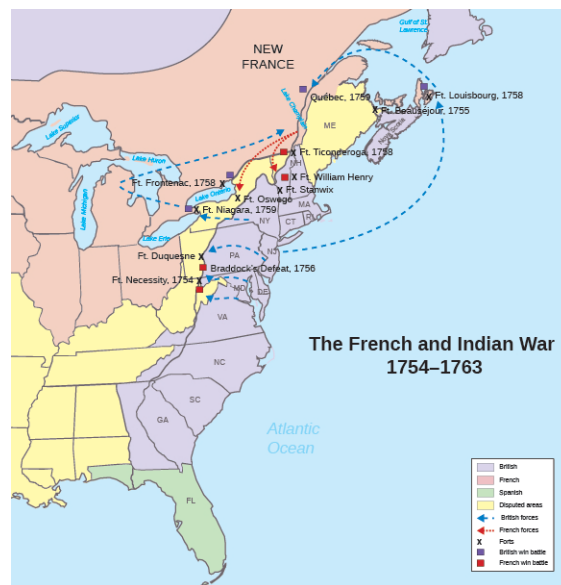 Gulf of St.
Lawrence
NEW
FRANCE
Québec, 1759
Ft. Louisbourg, 1758
Ft. Beauséjour, 1755
Lake Champlain
ME
Nova Scotia
Lake Superior
Lake Huron
Ft. Ticonderoga, 1758
NH
Ft. Frontenac, 1758
Ft. William Henry
Lake Michigan
Lake Ontario
Ft. Stanwix
Ft. Oswego
MA
Ft. Niagara, 1759
NY
CT
RI
Lake Erie
Ft. Duquesne
PA
NJ
Braddock's Defeat, 1756
Ft. Necessity, 1754
MD
DE
VA
The French and Indian War
1754–1763
NC
SC
GA
Atlantic
Ocean
FL
British
French
Spanish
Disputed areas
British forces
French forces
X Forts
British win battle
French win battle